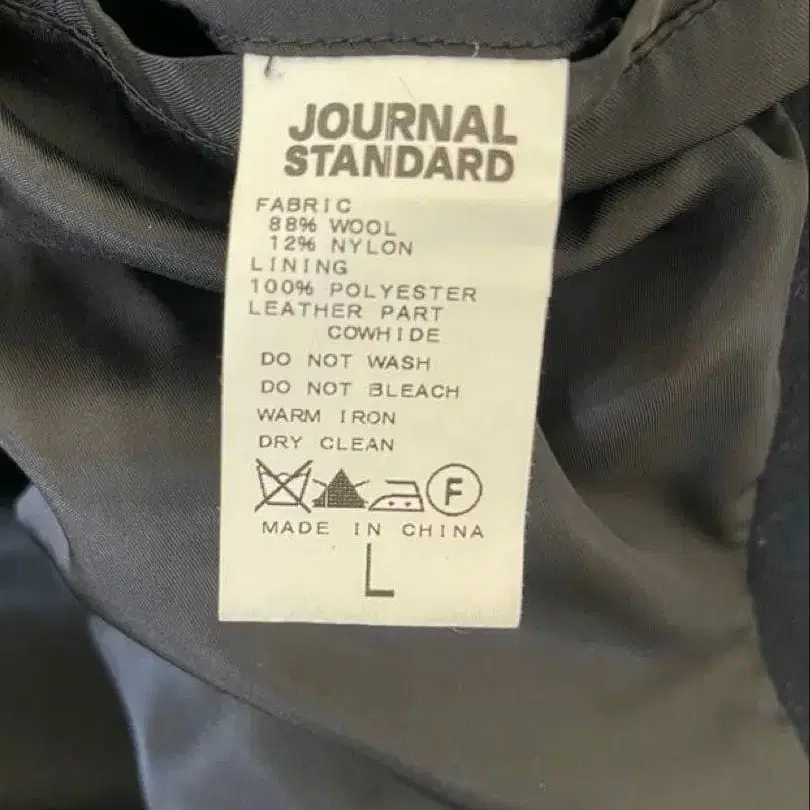 JOURNAL
STANDARD
FABRIC
88% WOOL
12% NYLON
LINING
100% POLYESTER
LEATHER PART
COWHIDE
DO NOT WASH
DO NOT BLEACH
WARM IRON
DRY CLEAN
F
MADE IN CHINA
L